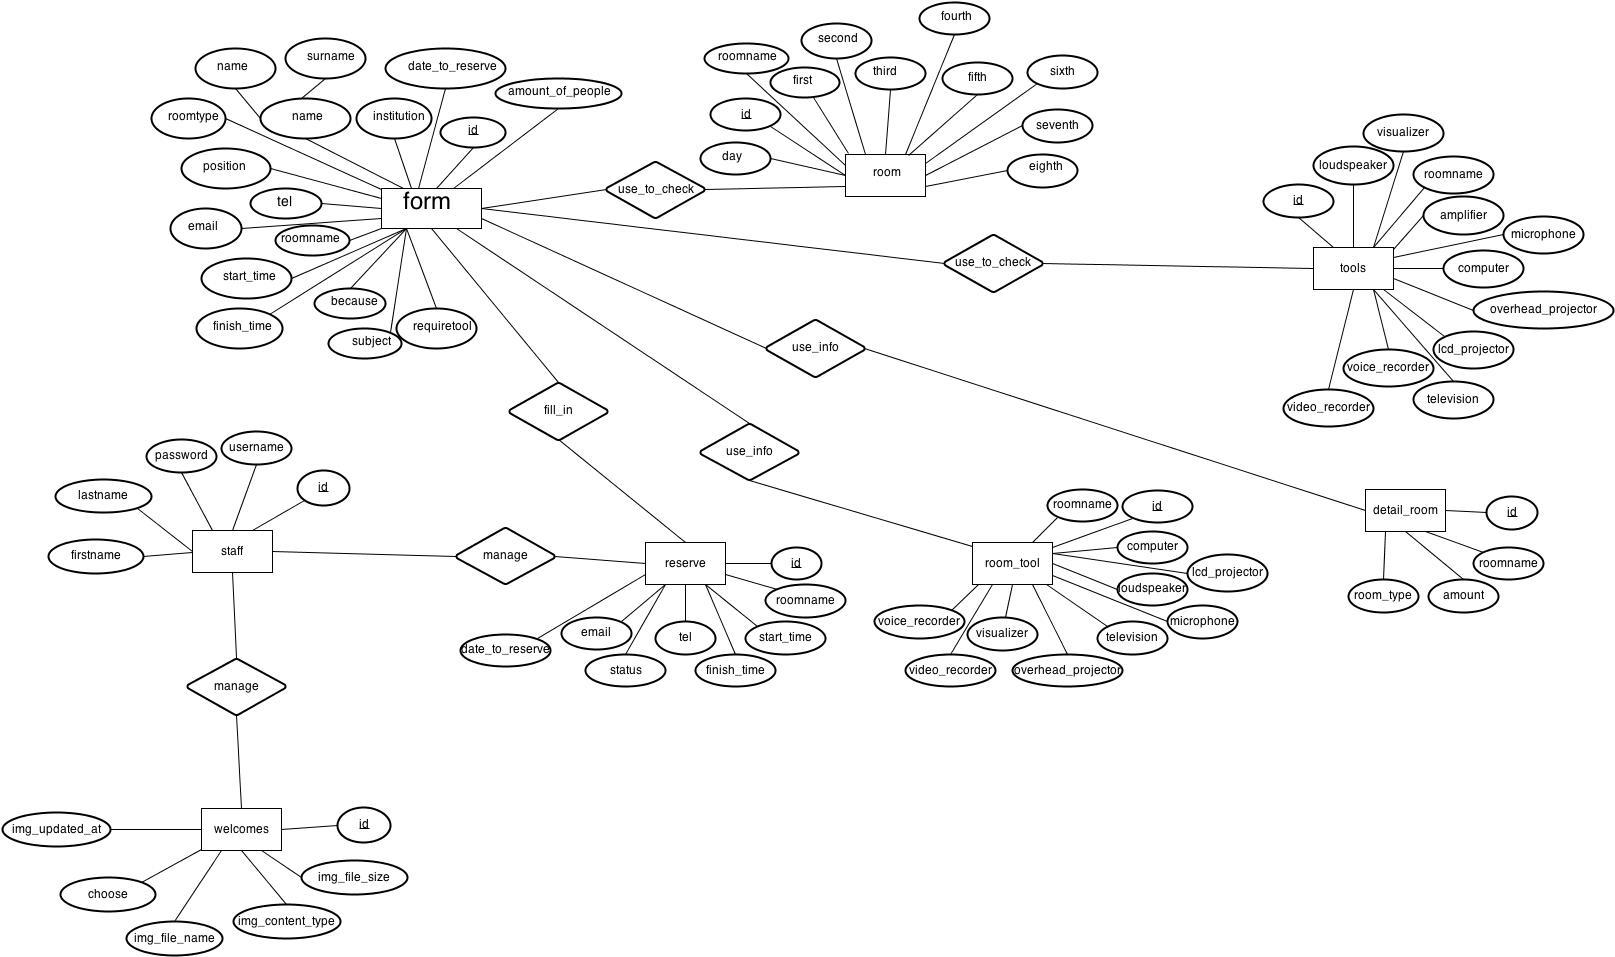 fourth
second
surname
roomname
name
date_to_reserve
third
sixth
fifth
first
amount_of_people
id
roomtype
name
institution
seventh
id
visualizer
day
loudspeaker
eighth
position
room
roomname
use_to_check
id
tel
form
amplifier
email
roomname
microphone
use_to_check
tools
computer
start_time
because
overhead_projector
finish_time
requiretool
subject
use_info
lcd_projector
voice_recorder
television
video_recorder
fill_in
username
password
use_info
id
lastname
roomname
id
detail_room
id
staff
firstname
manage
reserve
id
room_tool
computer
roomname
lcd_projector
loudspeaker
room_type
amount
roomname
voice_recorder
microphone
email
tel
start_time
visualizer
television
date_to_reserve
status
finish_time
video_recorder
overhead_projector
manage
img_updated_at
welcomes
id
img_file_size
choose
img_content_type
img_file_name